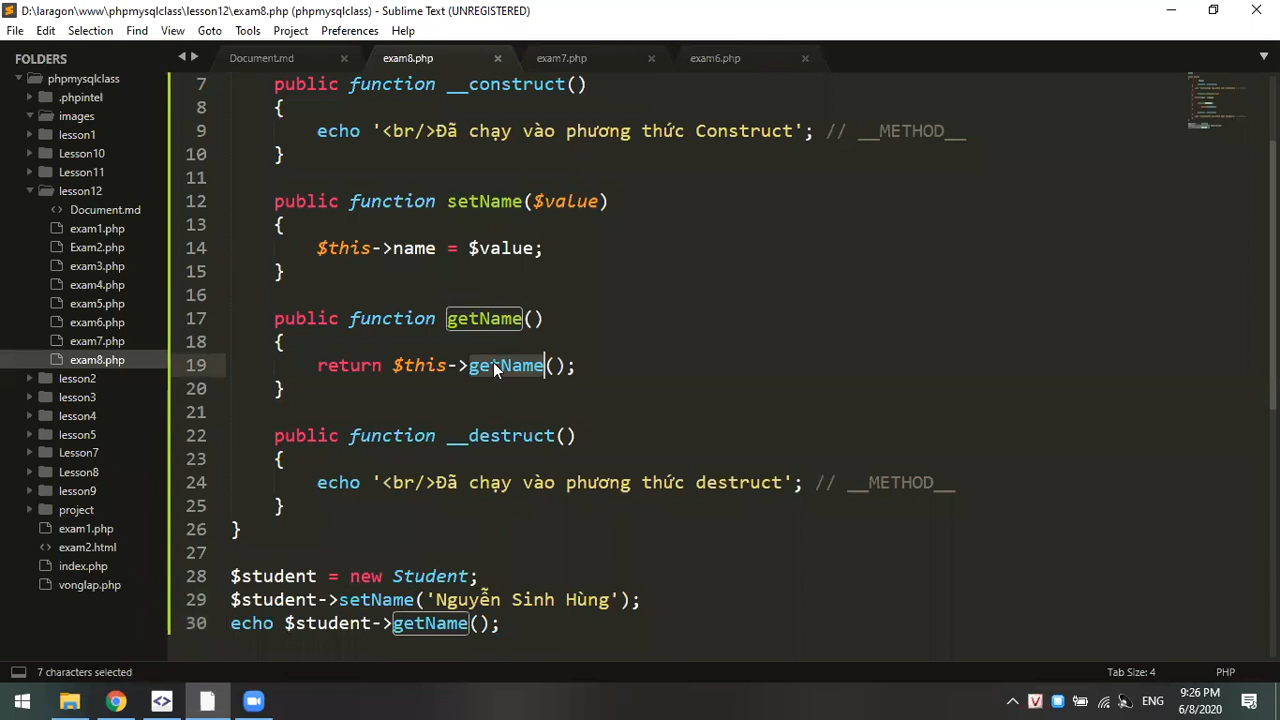 D:\laragon\www\phpmysqlclass\lesson12\exam8.php (phpmysqlclass) - Sublime Text (UNREGISTERED)
File Edit Selection Find View Goto Tools Project Preferences Help
FOLDERS
phpmysqlclass
.phpintel
images
lesson1
Lesson10
Lesson11
lesson12
Document.md
exam1.php
Exam2.php
exam3.php
exam4.php
exam5.php
exam6.php
exam7.php
exam8.php
lesson2
lesson3
lesson4
lesson5
Lesson7
Lesson8
lesson9
project
exam1.php
exam2.html
index.php
vonglap.php
Document.md exam8.php exam7.php exam6.php
7 public function __construct()
8 {
9 echo '<br/>Đã chạy vào phương thức Construct'; // __METHOD__
10 }
11
12 public function setName($value)
13 {
14 $this->name = $value;
15 }
16
17 public function getName()
18 {
19 return $this->getName();
20 }
21
22 public function __destruct()
23 {
24 echo '<br/>Đã chạy vào phương thức destruct'; // __METHOD__
25 }
26 }
27
28 $student = new Student;
29 $student->setName('Nguyễn Sinh Hùng');
30 echo $student->getName();
7 characters selected Tab Size: 4 PHP
V ENG 9:26 PM
6/8/2020